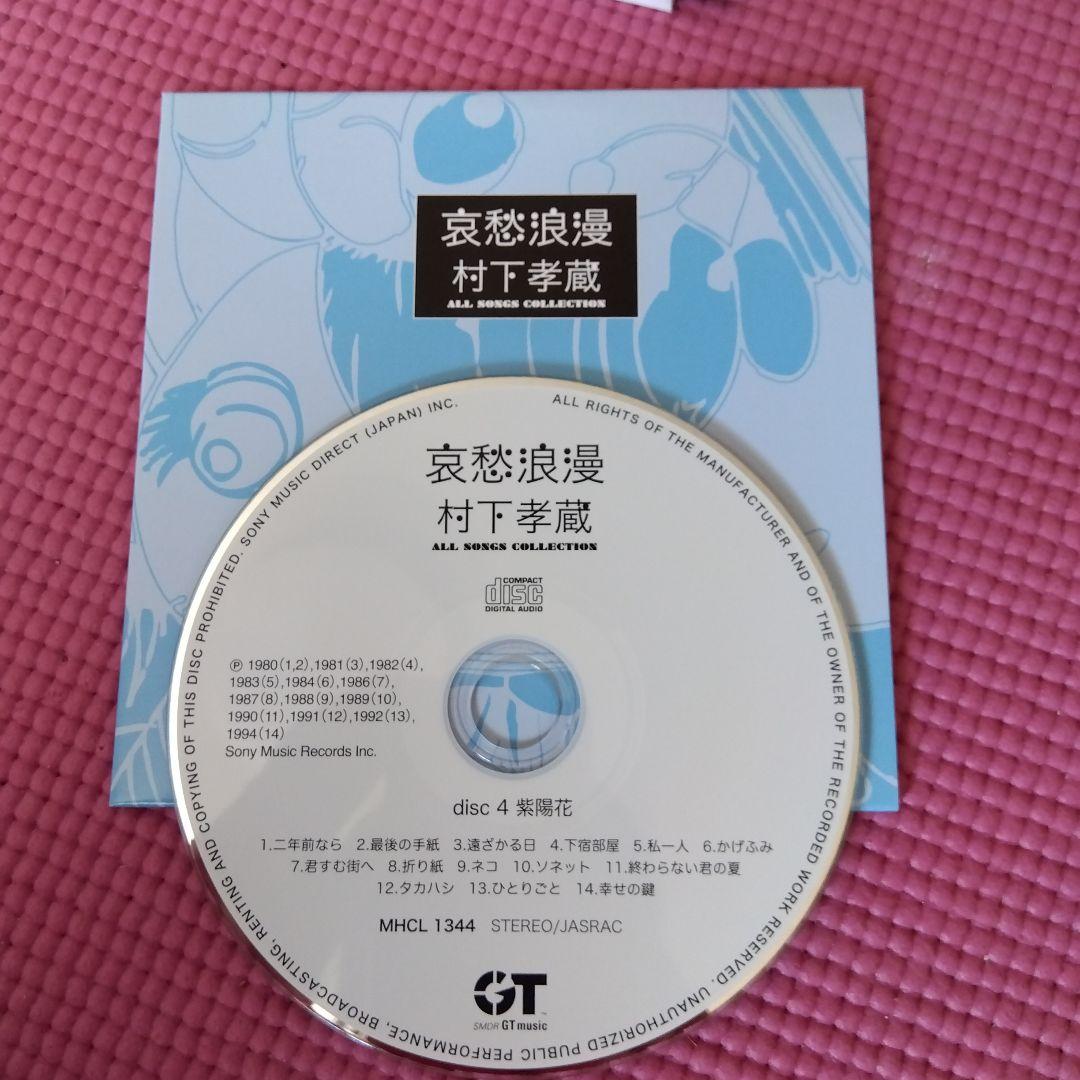 哀愁浪漫
村下孝蔵
ALL SONGS COLLECTION
ALL RIGHTS OF THE MANUFACTURER AND OF THE OWNER OF THE RECORDED WORK RESERVED. UNAUTHORIZED PUBLIC PERFORMANCE, BROADCASTING, RENTING AND COPYING OF THIS DISC PROHIBITED. SONY MUSIC DIRECT (JAPAN) INC.
哀愁浪漫
村下孝蔵
ALL SONGS COLLECTION
COMPACT
disc
DIGITAL AUDIO
℗ 1980(1,2),1981(3),1982(4),
1983(5),1984(6),1986(7),
1987(8),1988(9),1989(10),
1990(11),1991(12),1992(13),
1994(14)
Sony Music Records Inc.
disc 4 紫陽花
1.二年前なら 2.最後の手紙 3.遠ざかる日 4.下宿部屋 5.私一人 6.かげふみ
7.君すむ街へ 8.折り紙 9.ネコ 10.ソネット 11.終わらない君の夏
12.タカハシ 13.ひとりごと 14.幸せの鍵
MHCL 1344 STEREO/JASRAC
GT
SMDR GT music